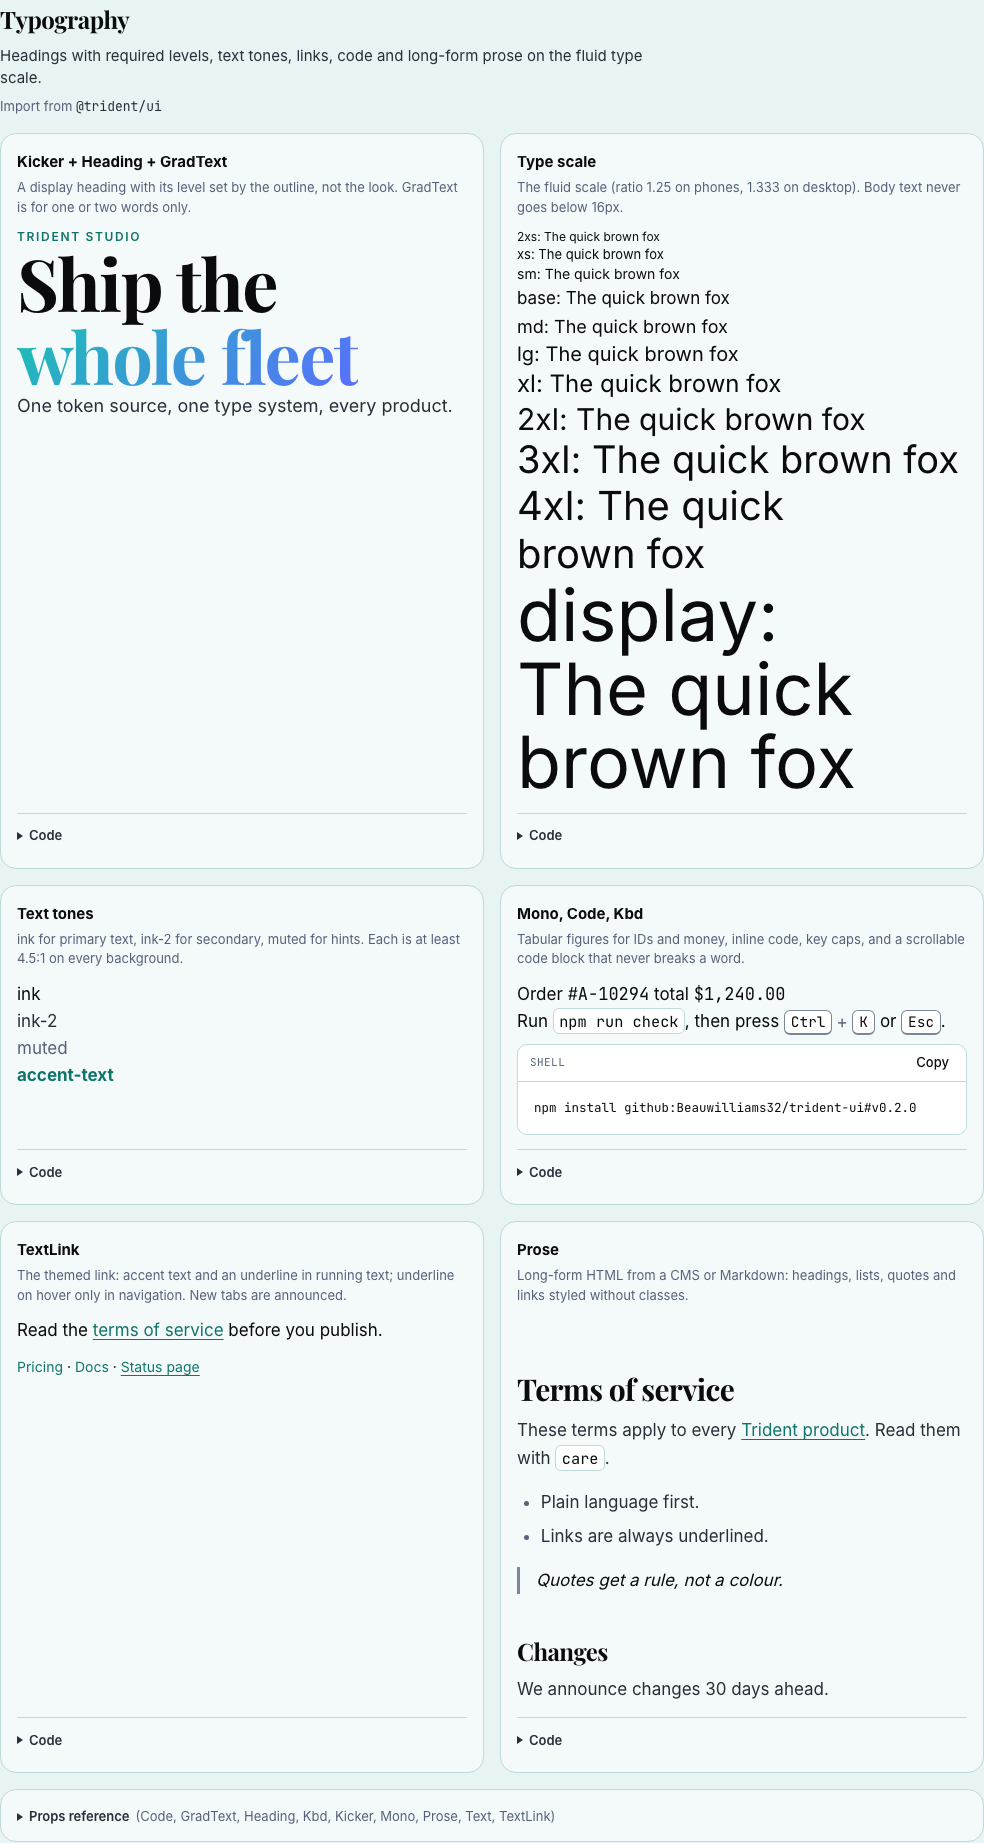 Typography
Headings with required levels, text tones, links, code and long-form prose on the fluid type
scale.
Import from @trident/ui
Kicker + Heading + GradText
A display heading with its level set by the outline, not the look. GradText
is for one or two words only.
TRIDENT STUDIO
Ship the
whole fleet
One token source, one type system, every product.
Code
Type scale
The fluid scale (ratio 1.25 on phones, 1.333 on desktop). Body text never
goes below 16px.
2xs: The quick brown fox
xs: The quick brown fox
sm: The quick brown fox
base: The quick brown fox
md: The quick brown fox
lg: The quick brown fox
xl: The quick brown fox
2xl: The quick brown fox
3xl: The quick brown fox
4xl: The quick
brown fox
display:
The quick
brown fox
Code
Text tones
ink for primary text, ink-2 for secondary, muted for hints. Each is at least
4.5:1 on every background.
ink
ink-2
muted
accent-text
Code
Mono, Code, Kbd
Tabular figures for IDs and money, inline code, key caps, and a scrollable
code block that never breaks a word.
Order #A-10294 total $1,240.00
Run npm run check, then press Ctrl + K or Esc.
SHELL Copy
npm install github:Beauwilliams32/trident-ui#v0.2.0
Code
TextLink
The themed link: accent text and an underline in running text; underline
on hover only in navigation. New tabs are announced.
Read the terms of service before you publish.
Pricing · Docs · Status page
Code
Prose
Long-form HTML from a CMS or Markdown: headings, lists, quotes and
links styled without classes.
Terms of service
These terms apply to every Trident product. Read them
with care.
• Plain language first.
• Links are always underlined.
Quotes get a rule, not a colour.
Changes
We announce changes 30 days ahead.
Code
Props reference (Code, GradText, Heading, Kbd, Kicker, Mono, Prose, Text, TextLink)